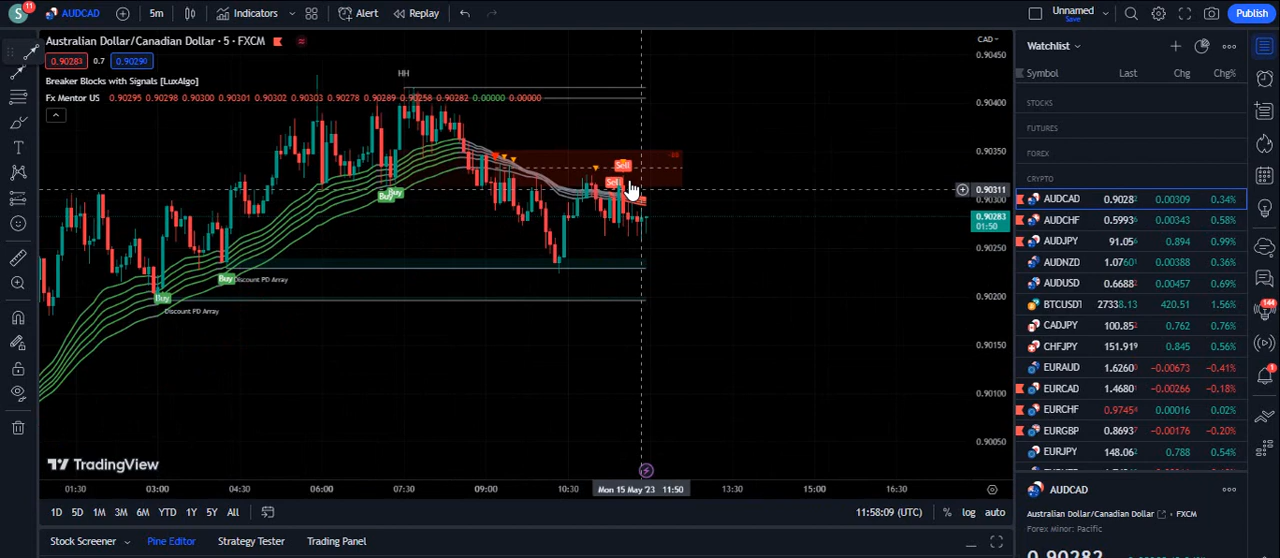 S 11 AUDCAD 5m Indicators Alert Replay Unnamed Save Publish
Australian Dollar/Canadian Dollar · 5 · FXCM
0.90283 0.7 0.90290
Breaker Blocks with Signals [LuxAlgo]
Fx Mentor US 0.90295 0.90298 0.90300 0.90301 0.90302 0.90303 0.90278 0.90289 0.90258 0.90282 0.00000 0.00000
HH
Sell
Sell
Buy
Buy
Buy
Discount PD Array
Buy
Discount PD Array
TradingView
CAD
0.90450
0.90400
0.90350
0.90311
0.90300
0.90283
01:50
0.90250
0.90200
0.90150
0.90100
0.90050
01:30 03:00 04:30 06:00 07:30 09:00 10:30 Mon 15 May '23 11:50 13:30 15:00 16:30
1D 5D 1M 3M 6M YTD 1Y 5Y All 11:58:09 (UTC) % log auto
Stock Screener Pine Editor Strategy Tester Trading Panel
Watchlist
Symbol Last Chg Chg%
STOCKS
FUTURES
FOREX
CRYPTO
AUDCAD 0.90282 0.00309 0.34%
AUDCHF 0.59936 0.00343 0.58%
AUDJPY 91.056 0.894 0.99%
AUDNZD 1.07601 0.00388 0.36%
AUDUSD 0.66882 0.00457 0.69%
BTCUSDT 27338.13 420.51 1.56%
CADJPY 100.852 0.762 0.76%
CHFJPY 151.919 0.845 0.56%
EURAUD 1.62600 −0.00673 −0.41%
EURCAD 1.46801 −0.00266 −0.18%
EURCHF 0.97454 0.00016 0.02%
EURGBP 0.86937 −0.00176 −0.20%
EURJPY 148.062 0.788 0.54%
AUDCAD
Australian Dollar/Canadian Dollar FXCM
Forex Minor: Pacific
0.90282
144
1